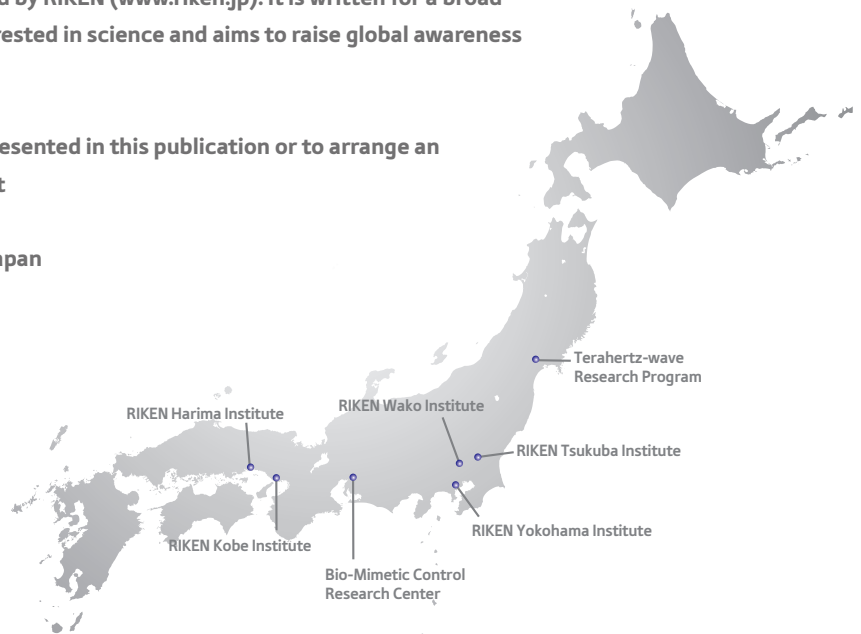 d by RIKEN (www.riken.jp). It is written for a broad
rested in science and aims to raise global awareness
esented in this publication or to arrange an
t
apan
Terahertz-wave
Research Program
RIKEN Harima Institute
RIKEN Wako Institute
RIKEN Tsukuba Institute
RIKEN Yokohama Institute
RIKEN Kobe Institute
Bio-Mimetic Control
Research Center